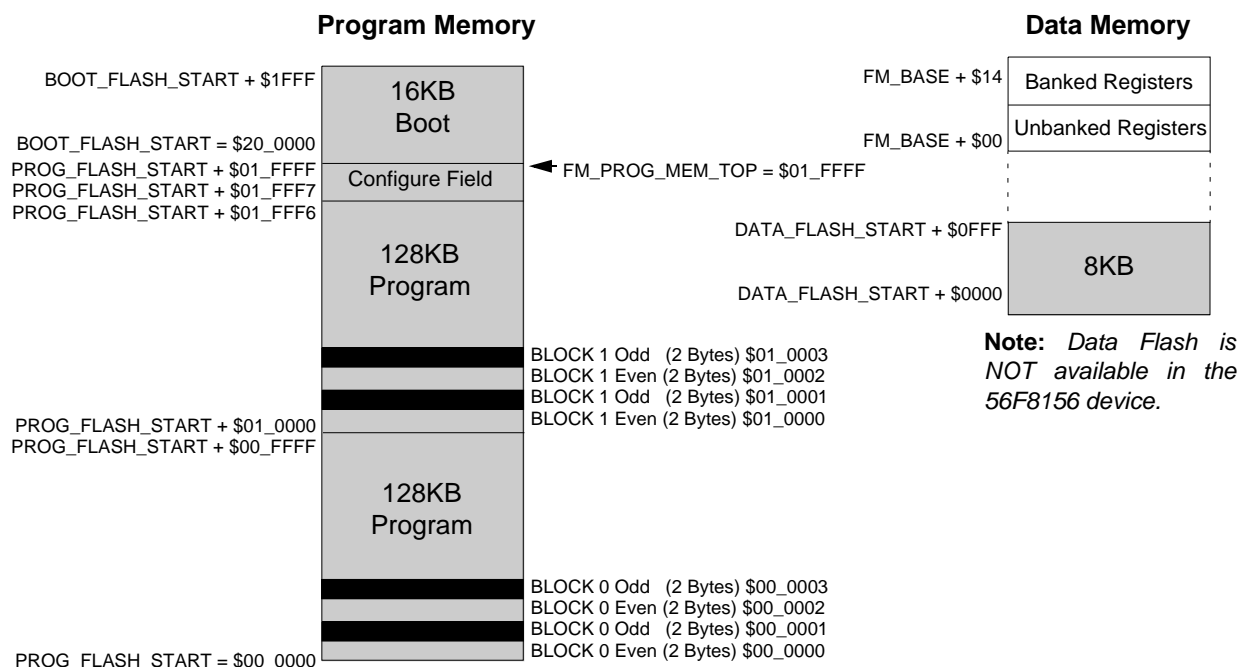 Program Memory
BOOT_FLASH_START + $1FFF
16KB
Boot
BOOT_FLASH_START = $20_0000
PROG_FLASH_START + $01_FFFF
FM_PROG_MEM_TOP = $01_FFFF
Configure Field
PROG_FLASH_START + $01_FFF7
PROG_FLASH_START + $01_FFF6
128KB
Program
BLOCK 1 Odd (2 Bytes) $01_0003
BLOCK 1 Even (2 Bytes) $01_0002
BLOCK 1 Odd (2 Bytes) $01_0001
BLOCK 1 Even (2 Bytes) $01_0000
PROG_FLASH_START + $01_0000
PROG_FLASH_START + $00_FFFF
128KB
Program
BLOCK 0 Odd (2 Bytes) $00_0003
BLOCK 0 Even (2 Bytes) $00_0002
BLOCK 0 Odd (2 Bytes) $00_0001
BLOCK 0 Even (2 Bytes) $00_0000
PROG_FLASH_START = $00_0000
Data Memory
FM_BASE + $14
Banked Registers
Unbanked Registers
FM_BASE + $00
DATA_FLASH_START + $0FFF
8KB
DATA_FLASH_START + $0000
Note: Data Flash is
NOT available in the
56F8156 device.